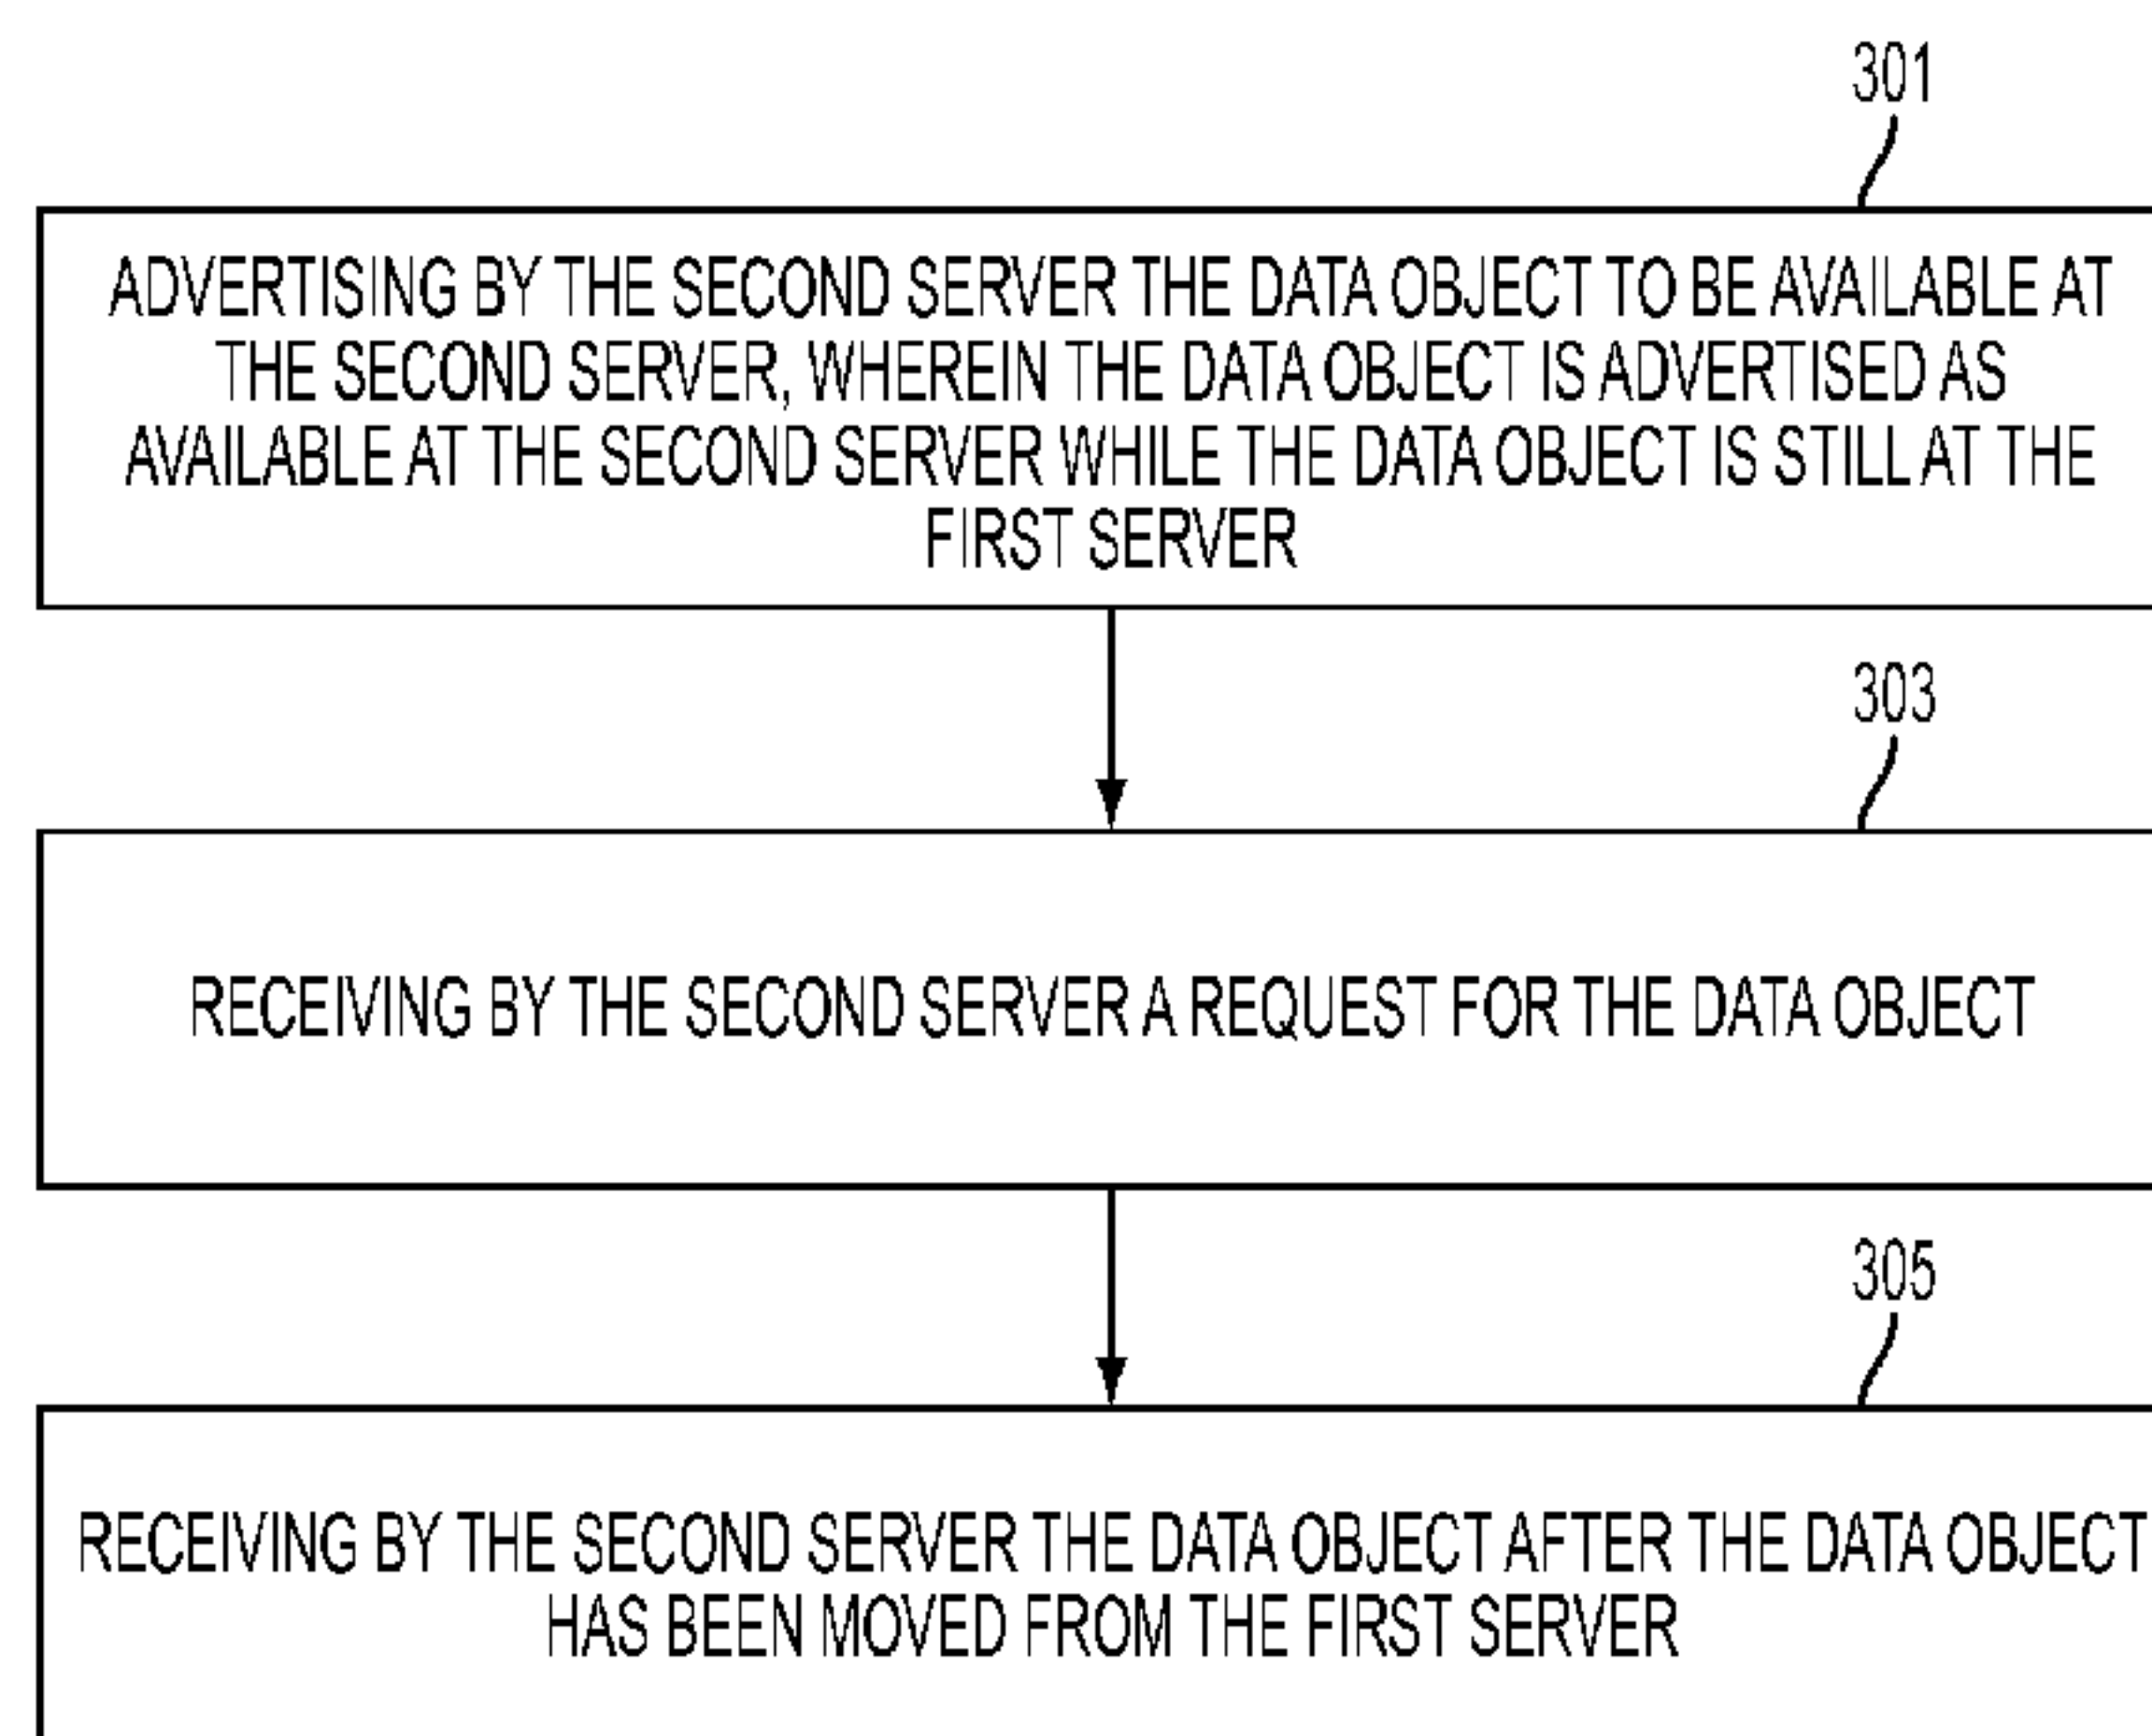 301
ADVERTISING BY THE SECOND SERVER THE DATA OBJECT TO BE AVAILABLE AT
THE SECOND SERVER, WHEREIN THE DATA OBJECT IS ADVERTISED AS
AVAILABLE AT THE SECOND SERVER WHILE THE DATA OBJECT IS STILL AT THE
FIRST SERVER
303
RECEIVING BY THE SECOND SERVER A REQUEST FOR THE DATA OBJECT
305
RECEIVING BY THE SECOND SERVER THE DATA OBJECT AFTER THE DATA OBJECT
HAS BEEN MOVED FROM THE FIRST SERVER